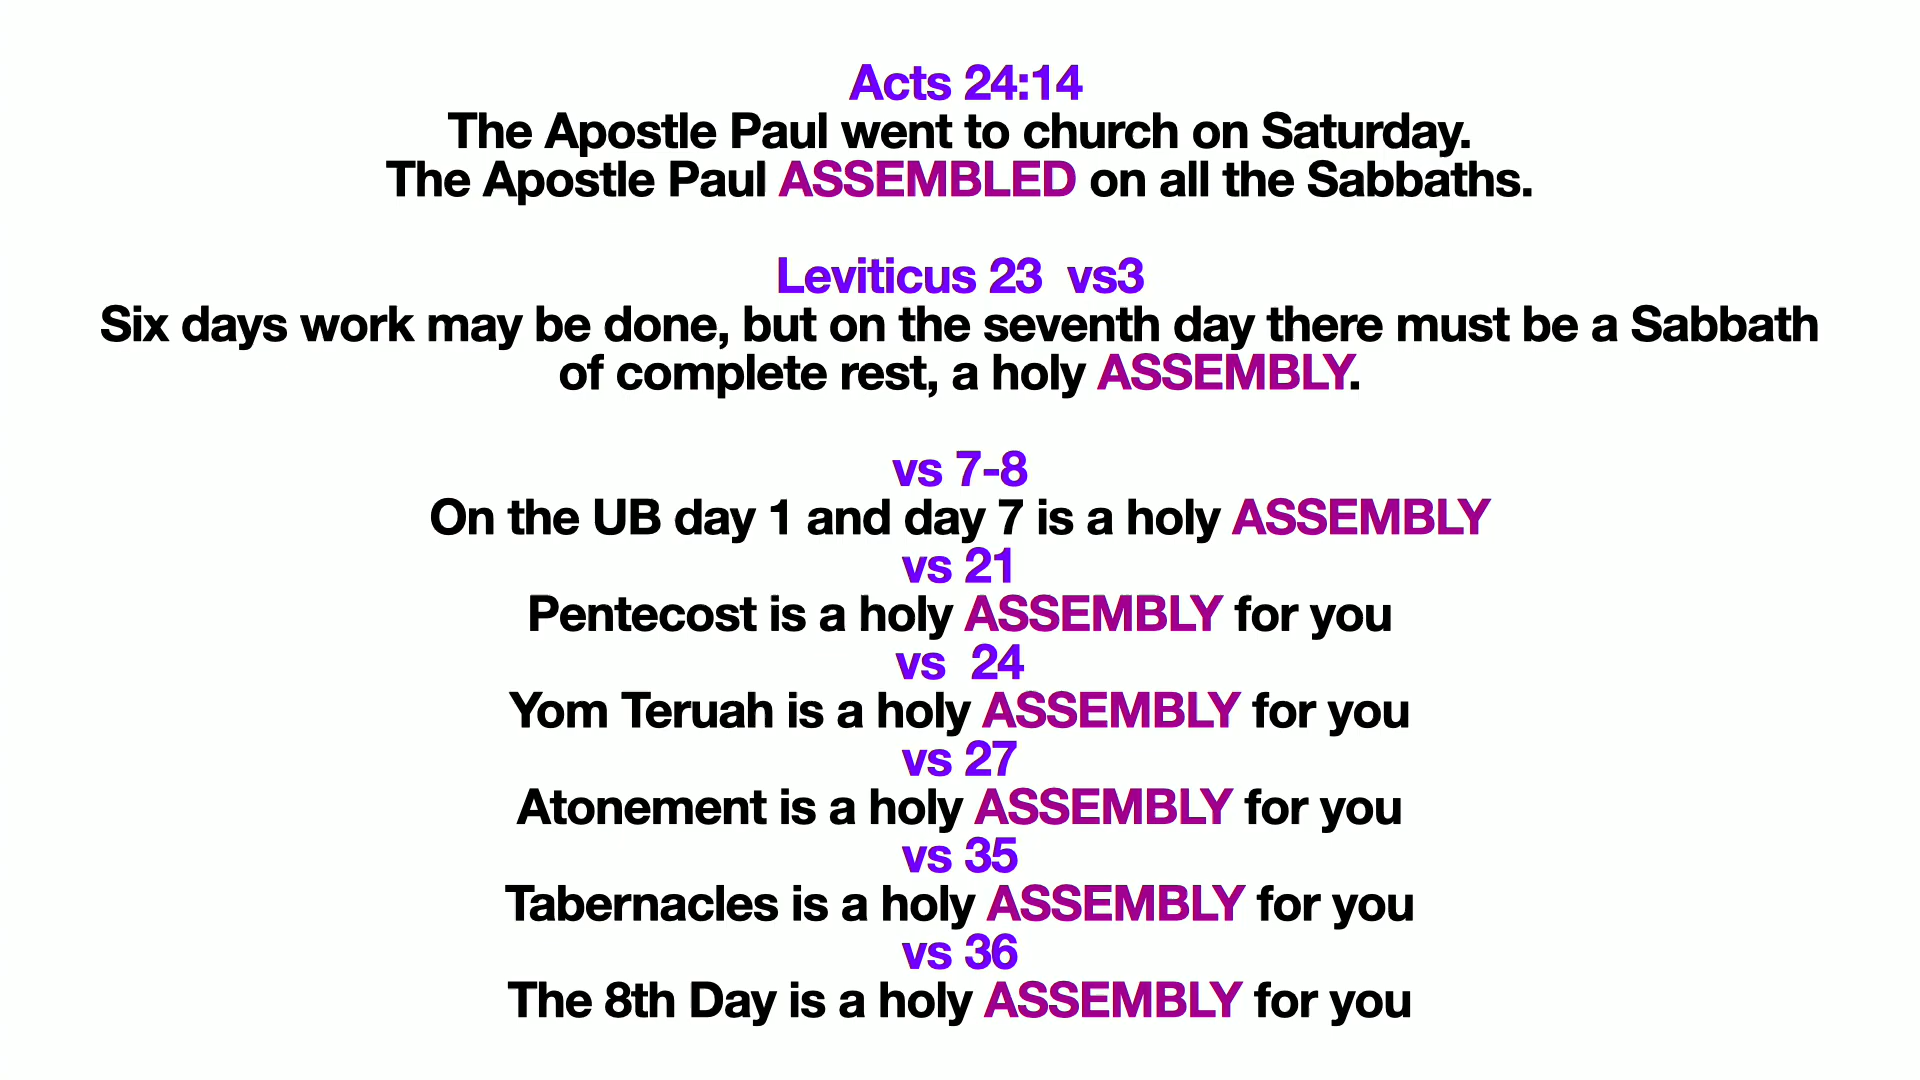 Acts 24:14
The Apostle Paul went to church on Saturday.
The Apostle Paul ASSEMBLED on all the Sabbaths.
Leviticus 23  vs3
Six days work may be done, but on the seventh day there must be a Sabbath
of complete rest, a holy ASSEMBLY.
vs 7-8
On the UB day 1 and day 7 is a holy ASSEMBLY
vs 21
Pentecost is a holy ASSEMBLY for you
vs  24
Yom Teruah is a holy ASSEMBLY for you
vs 27
Atonement is a holy ASSEMBLY for you
vs 35
Tabernacles is a holy ASSEMBLY for you
vs 36
The 8th Day is a holy ASSEMBLY for you